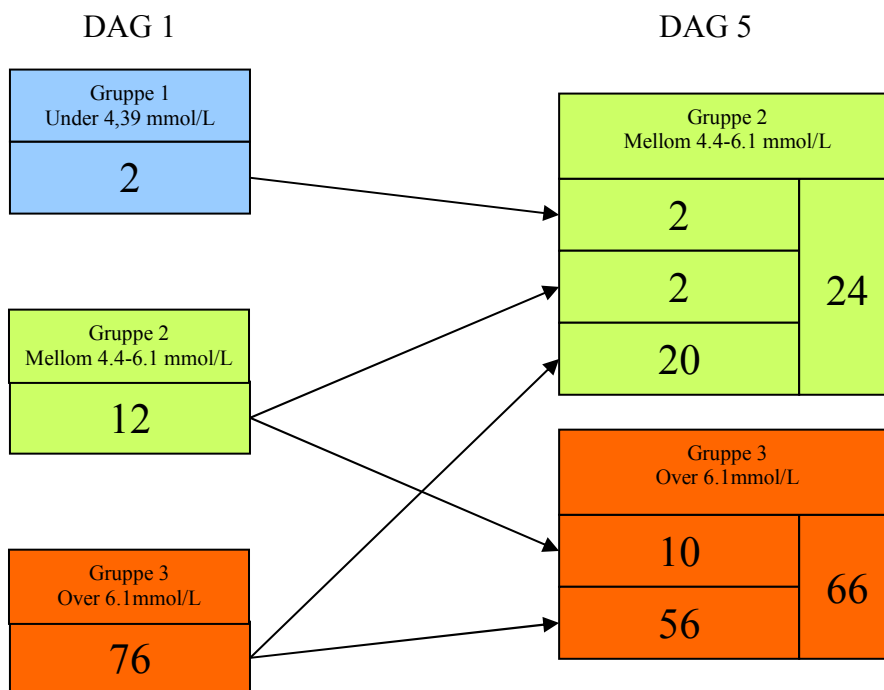 DAG 1
Gruppe 1
Under 4,39 mmol/L
2
Gruppe 2
Mellom 4.4-6.1 mmol/L
12
Gruppe 3
Over 6.1mmol/L
76
DAG 5
Gruppe 2
Mellom 4.4-6.1 mmol/L
2
2
20
24
Gruppe 3
Over 6.1mmol/L
10
56
66